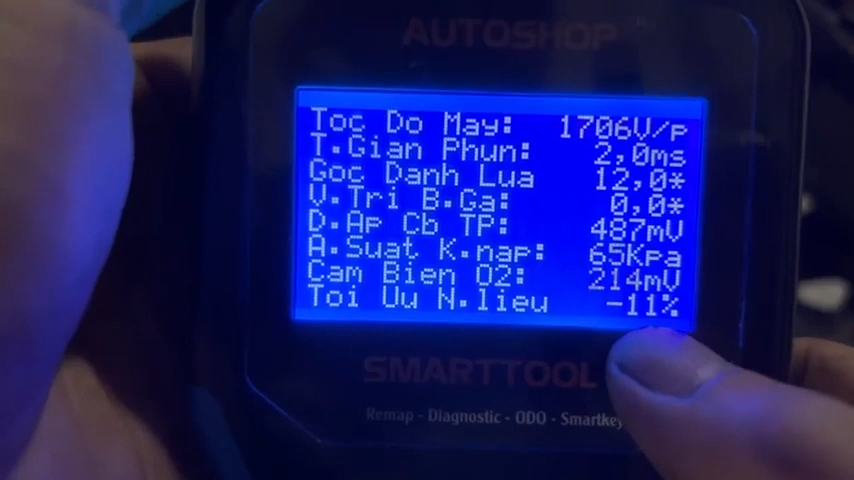 AUTOSHOP
Toc Do May: 1706V/p
T.Gian Phun: 2,0ms
Goc Danh Lua 12,0*
V.Tri B.Ga: 0,0*
D.Ap Cb TP: 487mV
A.Suat K.nap: 65Kpa
Cam Bien O2: 214mV
Toi Uu N.lieu -11%
SMARTTOOL
Remap - Diagnostic - ODO - Smartkey